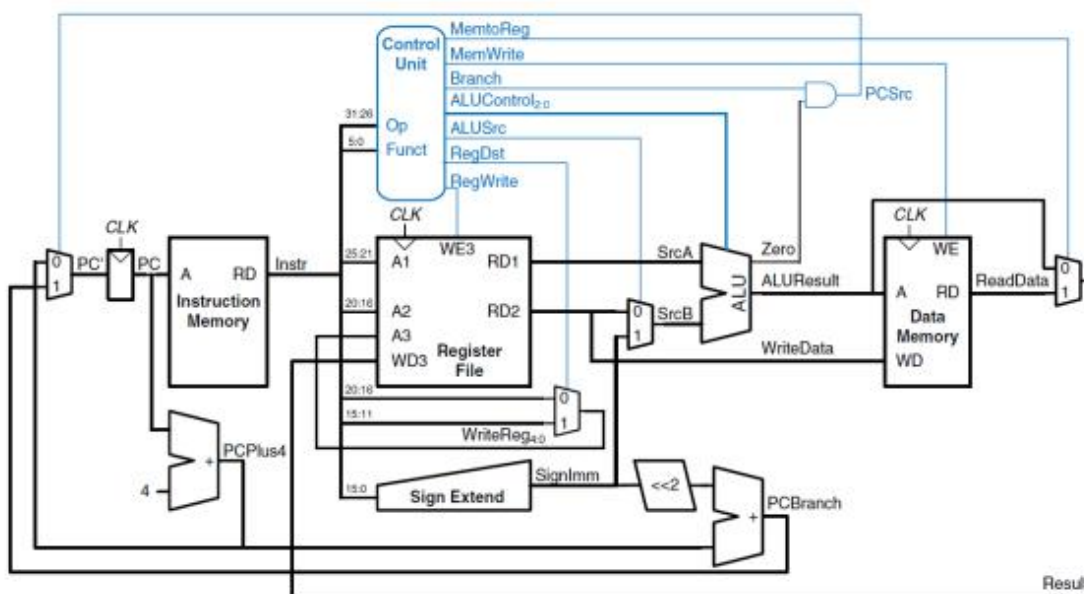 MemtoReg
Control
Unit
MemWrite
Branch
ALUControl2:0
PCSrc
31:26
Op
ALUSrc
5:0
Funct
RegDst
RegWrite
CLK
CLK
CLK
0
1
PC'
PC
A
RD
Instr
Instruction
Memory
25:21
A1
WE3
RD1
SrcA
Zero
WE
0
1
20:16
A2
RD2
0
1
SrcB
ALU
ALUResult
A
RD
ReadData
A3
Data
Memory
WD3
Register
File
WriteData
WD
20:16
0
15:11
1
WriteReg4:0
PCPlus4
+
4
SignImm
15:0
Sign Extend
<<2
PCBranch
+
Resul